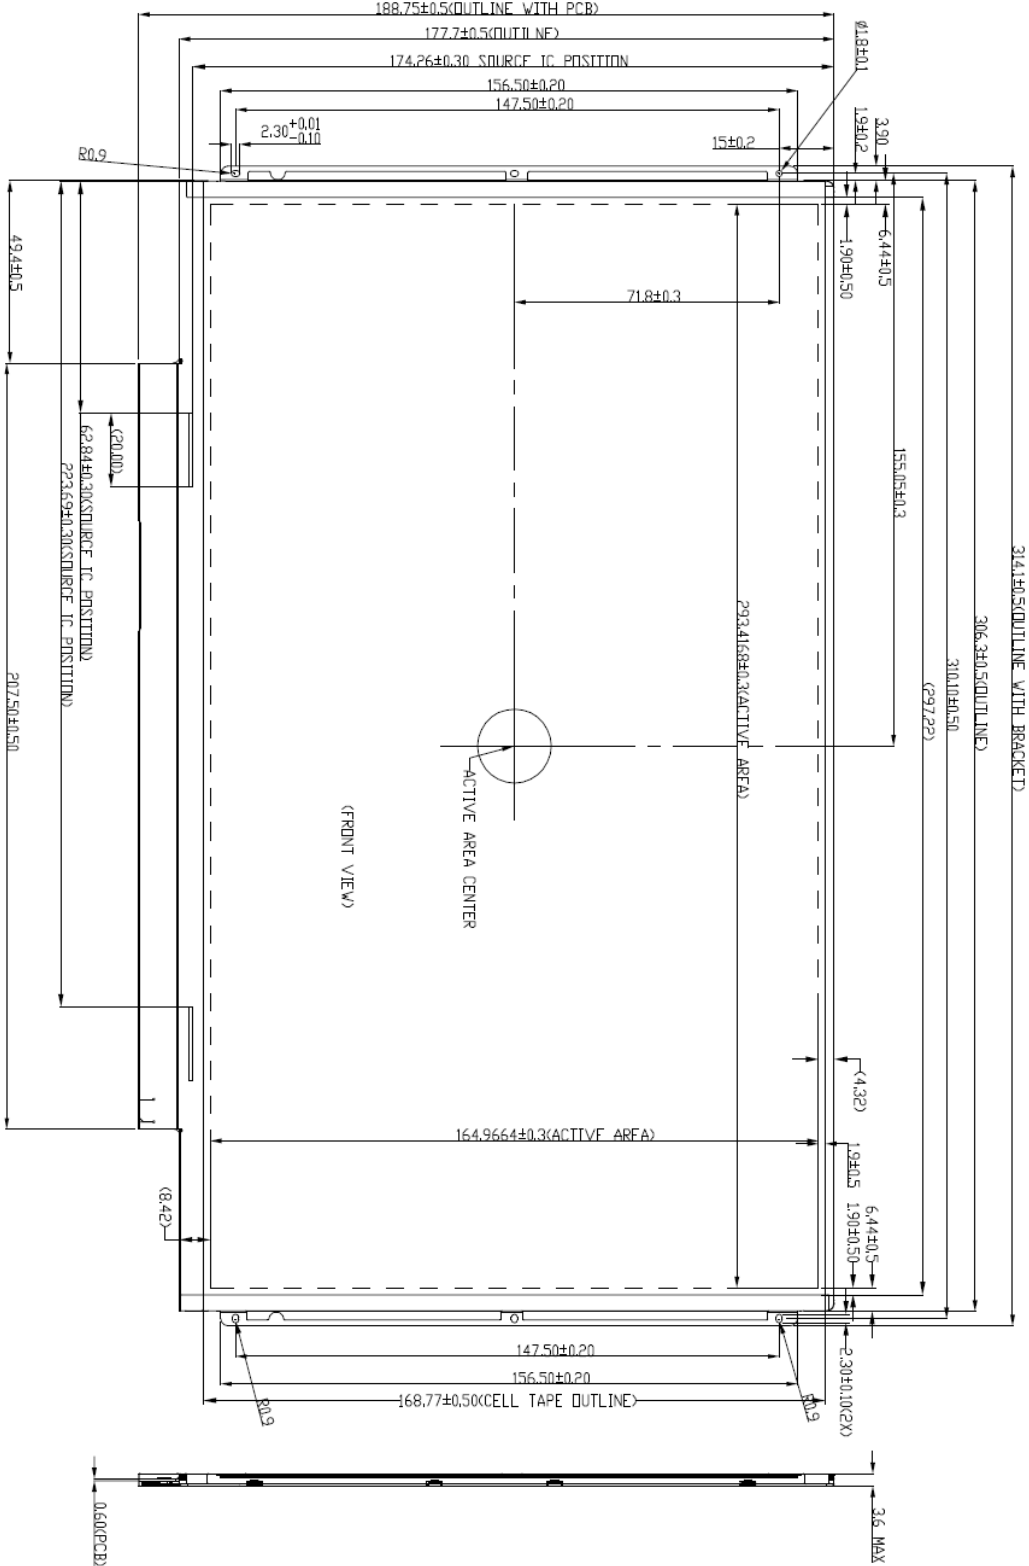 188.75±0.5(OUTLINE WITH PCB)
177.7±0.5(OUTILNE)
174.26±0.30 SOURCE IC POSITION
156.50±0.20
147.50±0.20
2.30+0.01
-0.10
15±0.2
Ø1.8±0.1
1.9±0.2
3.90
R0.9
49.4±0.5
1.90±0.50
6.44±0.5
71.8±0.3
(20.00)
62.84±0.30(SOURCE IC POSITION)
223.69±0.30(SOURCE IC POSITION)
207.50±0.50
155.05±0.3
314.1±0.5(OUTLINE WITH BRACKET)
306.3±0.5(OUTLINE)
310.10±0.50
(297.22)
293.4168±0.3(ACTIVE AREA)
ACTIVE AREA CENTER
(FRONT VIEW)
(4.32)
164.9664±0.3(ACTIVE AREA)
1.9±0.5
(8.42)
6.44±0.5
1.90±0.50
147.50±0.20
2.30±0.10(2X)
156.50±0.20
168.77±0.50(CELL TAPE OUTLINE)
R0.9
R0.9
0.60(PCB)
3.6 MAX